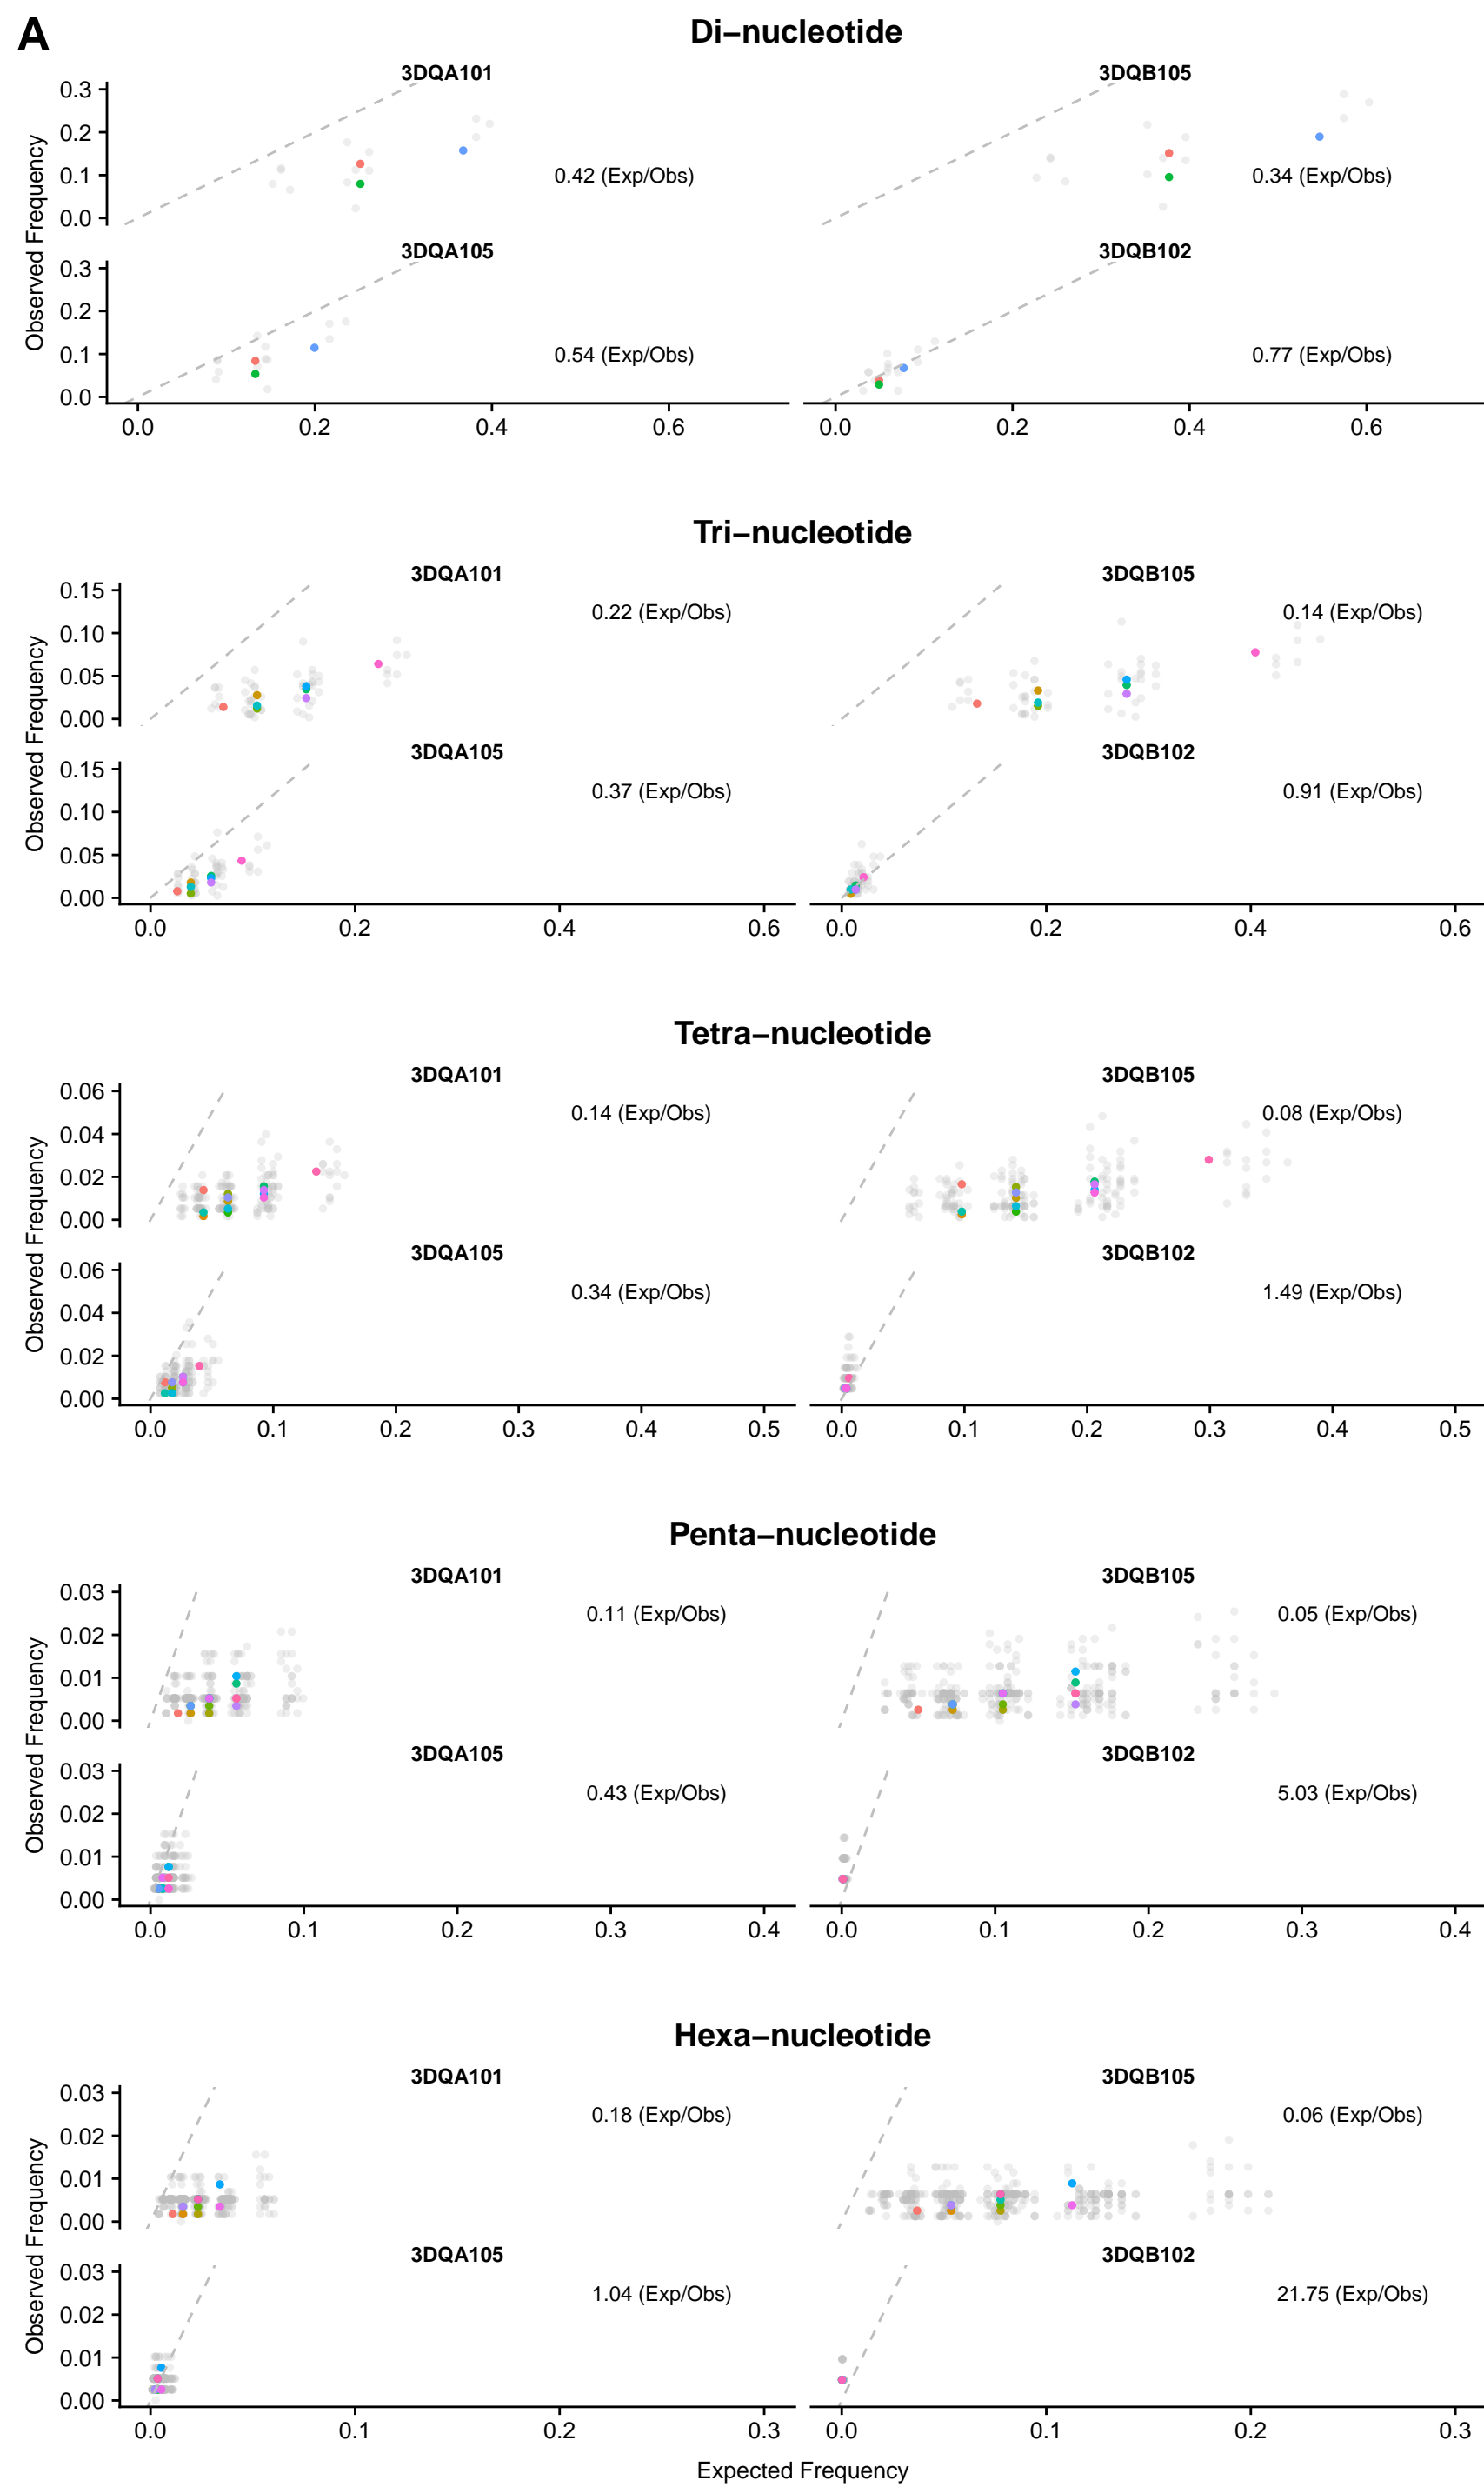 A
Di–nucleotide
3DQA101
3DQB105
0.3
0.2
0.1
0.0
Observed Frequency
0.42 (Exp/Obs)
0.34 (Exp/Obs)
3DQA105
3DQB102
0.3
0.2
0.1
0.0
Observed Frequency
0.54 (Exp/Obs)
0.77 (Exp/Obs)
0.0 0.2 0.4 0.6
0.0 0.2 0.4 0.6
Tri–nucleotide
3DQA101
3DQB105
0.15
0.10
0.05
0.00
Observed Frequency
0.22 (Exp/Obs)
0.14 (Exp/Obs)
3DQA105
3DQB102
0.15
0.10
0.05
0.00
Observed Frequency
0.37 (Exp/Obs)
0.91 (Exp/Obs)
0.0 0.2 0.4 0.6
0.0 0.2 0.4 0.6
Tetra–nucleotide
3DQA101
3DQB105
0.06
0.04
0.02
0.00
Observed Frequency
0.14 (Exp/Obs)
0.08 (Exp/Obs)
3DQA105
3DQB102
0.06
0.04
0.02
0.00
Observed Frequency
0.34 (Exp/Obs)
1.49 (Exp/Obs)
0.0 0.1 0.2 0.3 0.4 0.5
0.0 0.1 0.2 0.3 0.4 0.5
Penta–nucleotide
3DQA101
3DQB105
0.03
0.02
0.01
0.00
Observed Frequency
0.11 (Exp/Obs)
0.05 (Exp/Obs)
3DQA105
3DQB102
0.03
0.02
0.01
0.00
Observed Frequency
0.43 (Exp/Obs)
5.03 (Exp/Obs)
0.0 0.1 0.2 0.3 0.4
0.0 0.1 0.2 0.3 0.4
Hexa–nucleotide
3DQA101
3DQB105
0.03
0.02
0.01
0.00
Observed Frequency
0.18 (Exp/Obs)
0.06 (Exp/Obs)
3DQA105
3DQB102
0.03
0.02
0.01
0.00
Observed Frequency
1.04 (Exp/Obs)
21.75 (Exp/Obs)
0.0 0.1 0.2 0.3
0.0 0.1 0.2 0.3
Expected Frequency